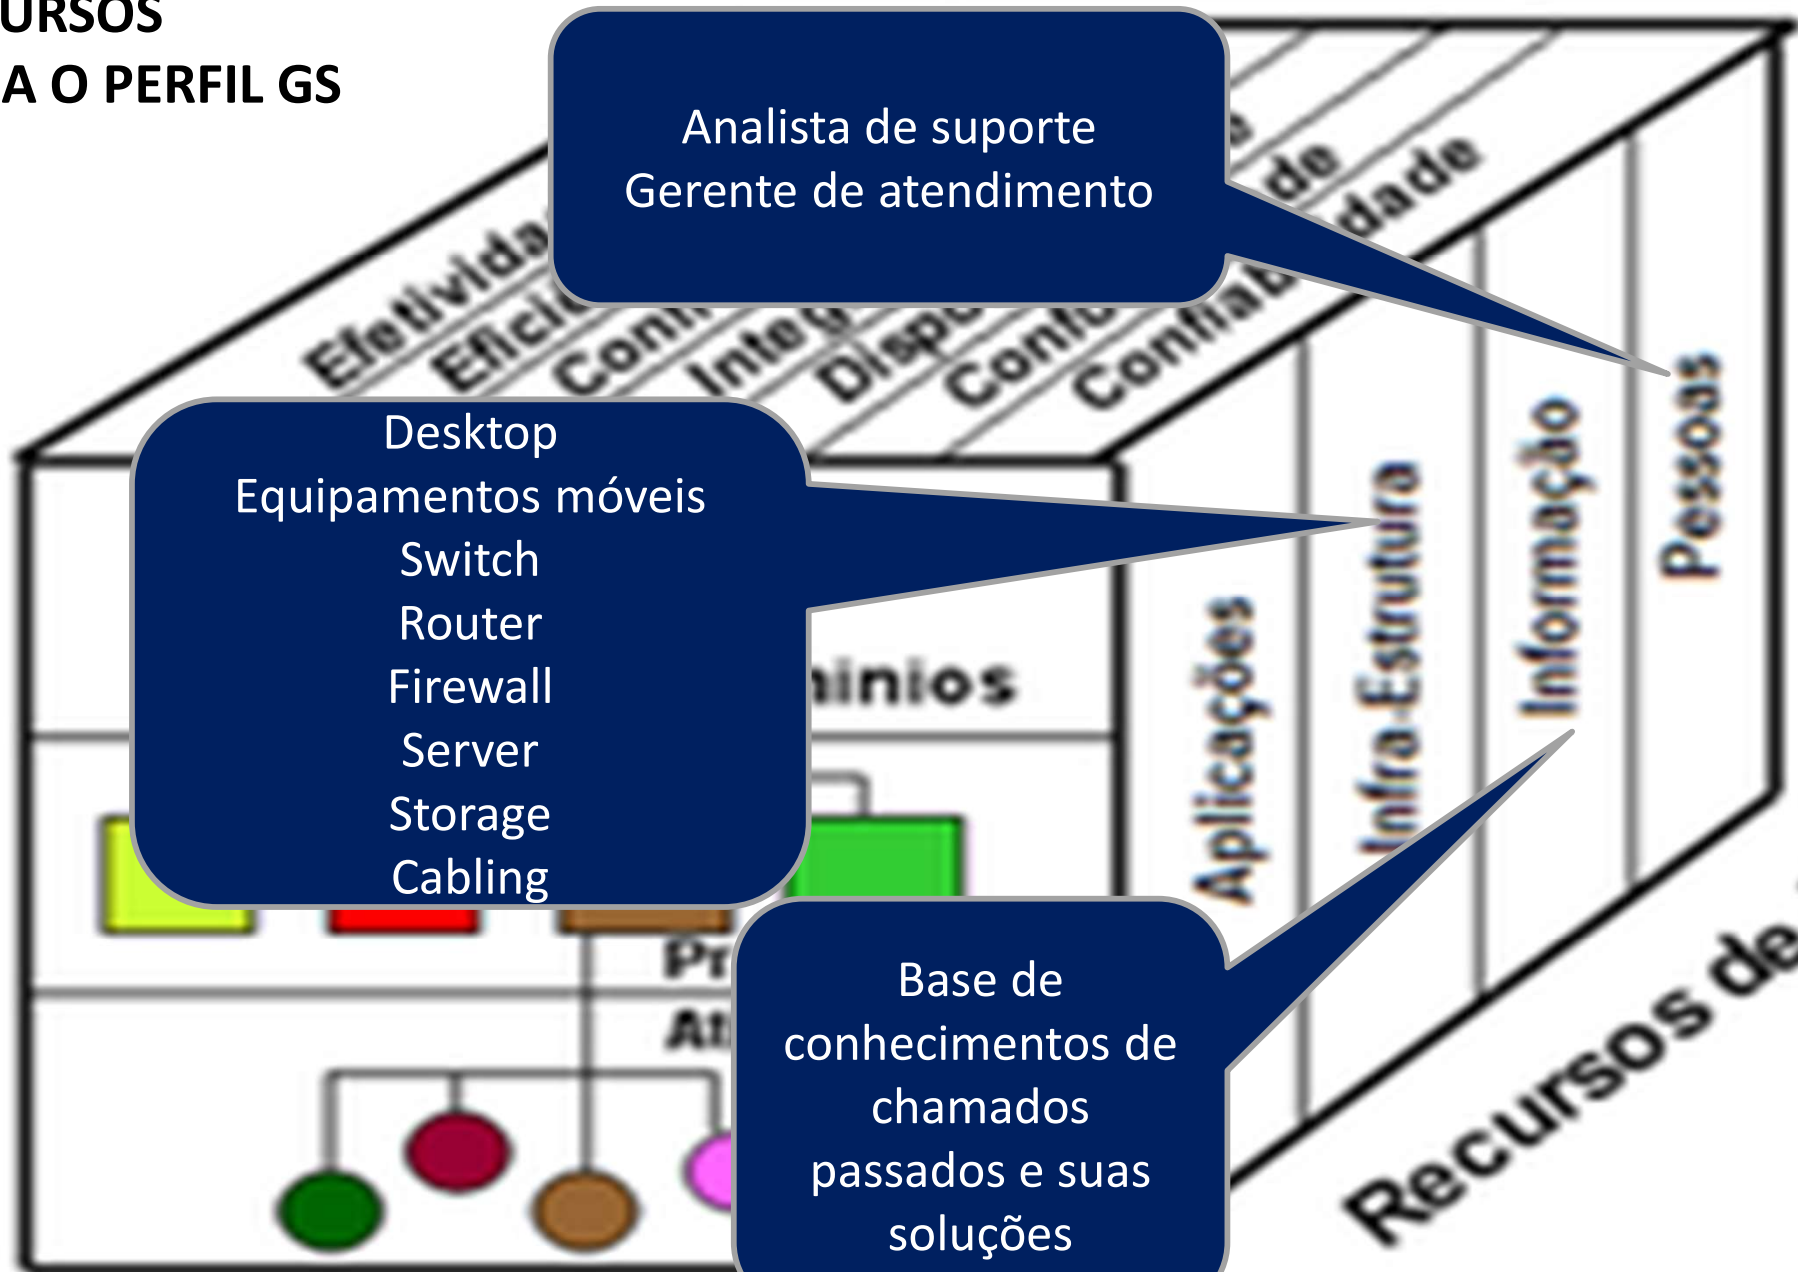 URSOS
A O PERFIL GS
Analista de suporte
Gerente de atendimento
Desktop
Equipamentos móveis
Switch
Router
Firewall
Server
Storage
Cabling
Aplicações
Infra-Estrutura
Informação
Pessoas
Base de
conhecimentos de
chamados
passados e suas
soluções
Recursos de